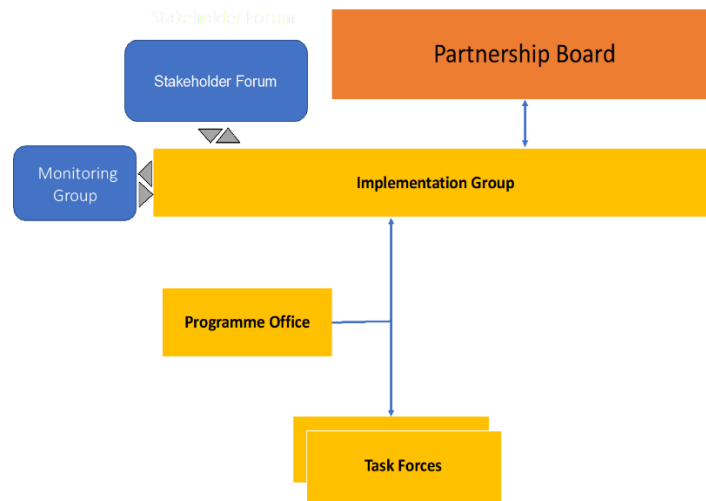 Stakeholder Forum
Partnership Board
Stakeholder Forum
Monitoring
Group
Implementation Group
Programme Office
Task Forces